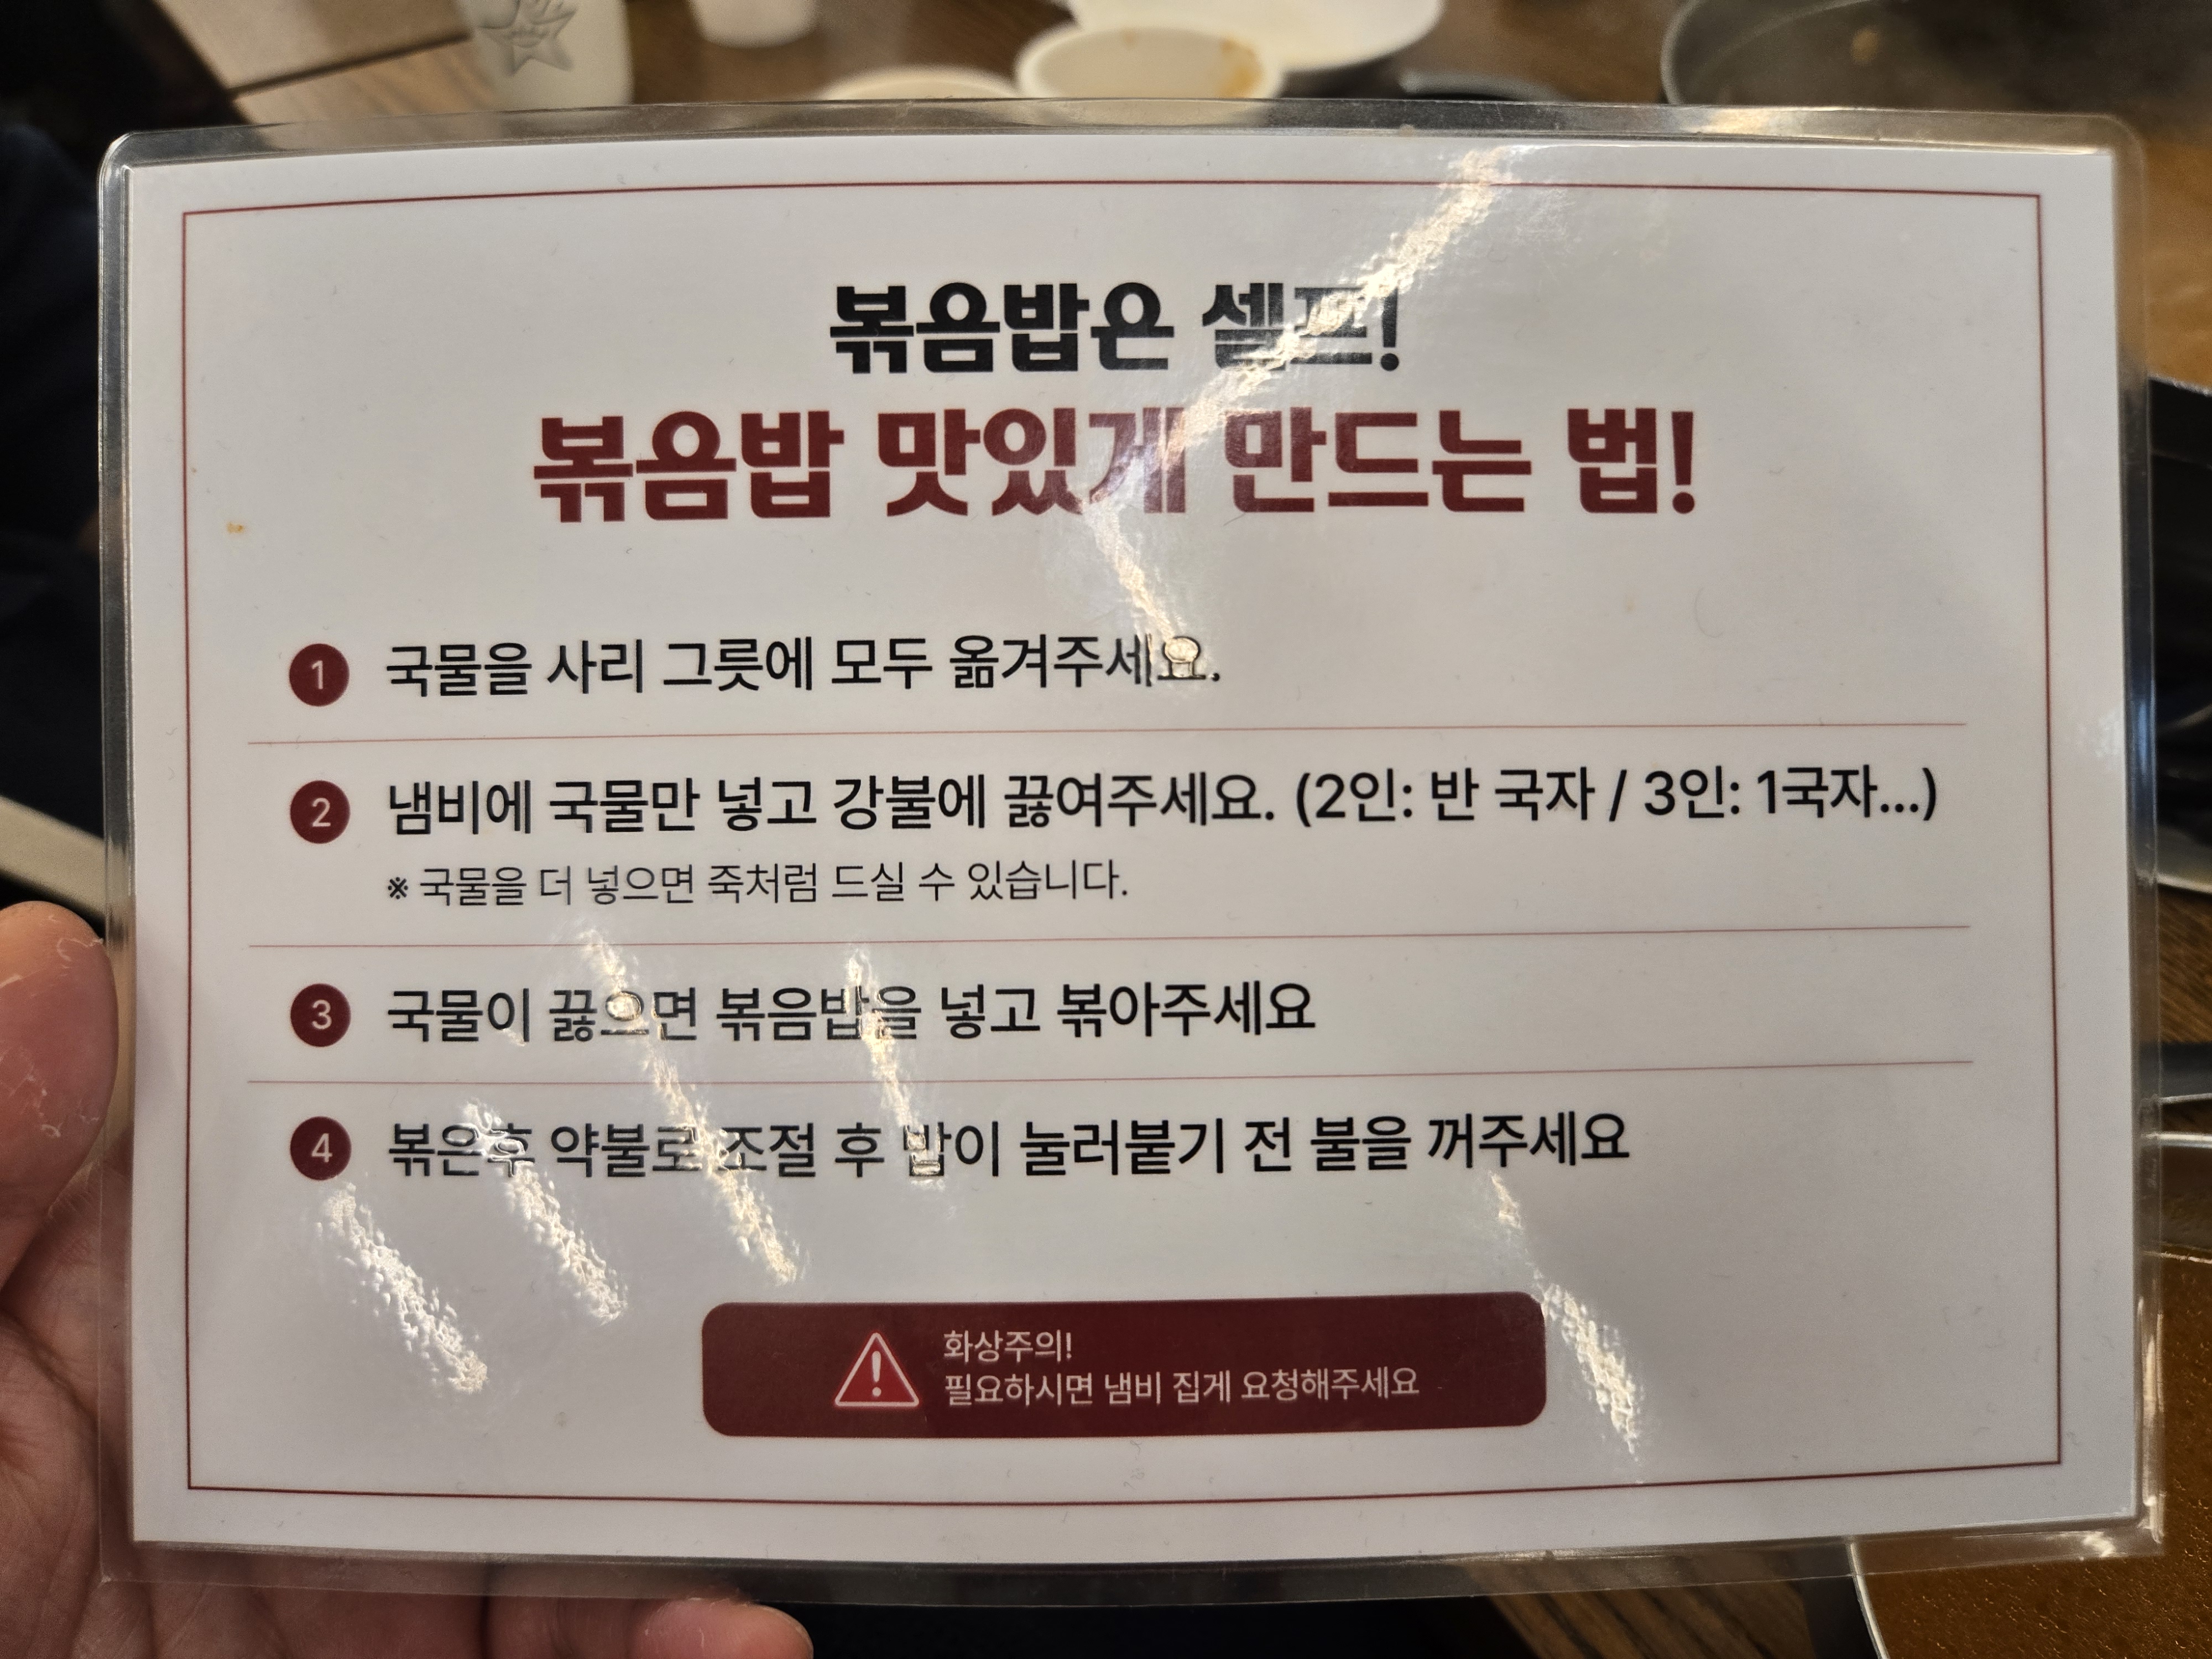 볶음밥은 셀프!
볶음밥 맛있게 만드는 법!
1 국물을 사리 그릇에 모두 옮겨주세요.
2 냄비에 국물만 넣고 강불에 끓여주세요. (2인: 반 국자 / 3인: 1국자...)
※ 국물을 더 넣으면 죽처럼 드실 수 있습니다.
3 국물이 끓으면 볶음밥을 넣고 볶아주세요
4 볶은후 약불로 조절 후 밥이 눌러붙기 전 불을 꺼주세요
화상주의!
필요하시면 냄비 집게 요청해주세요